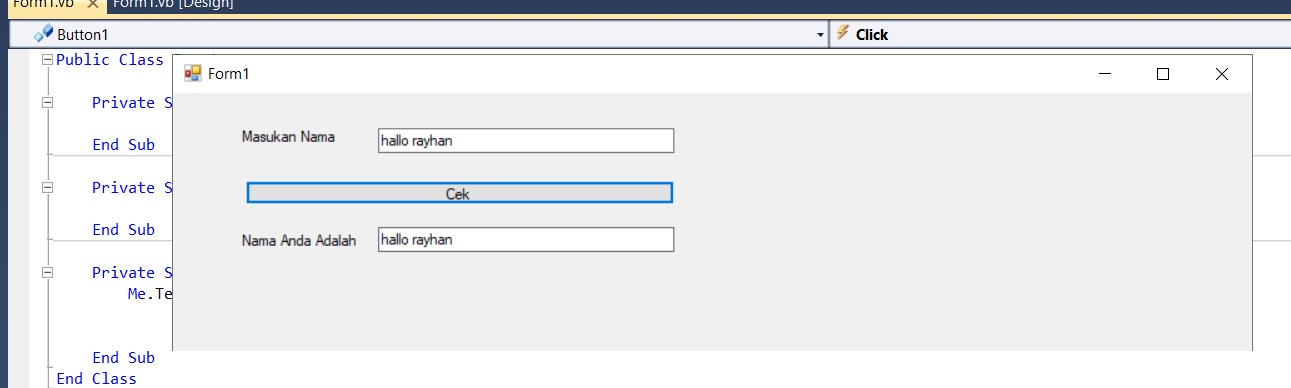 Form1.vb Form1.vb [Design]
Button1 Click
Public Class
Form1
Private S
Masukan Nama hallo rayhan
End Sub
Private S
Cek
End Sub
Nama Anda Adalah hallo rayhan
Private S
Me.Te
End Sub
End Class